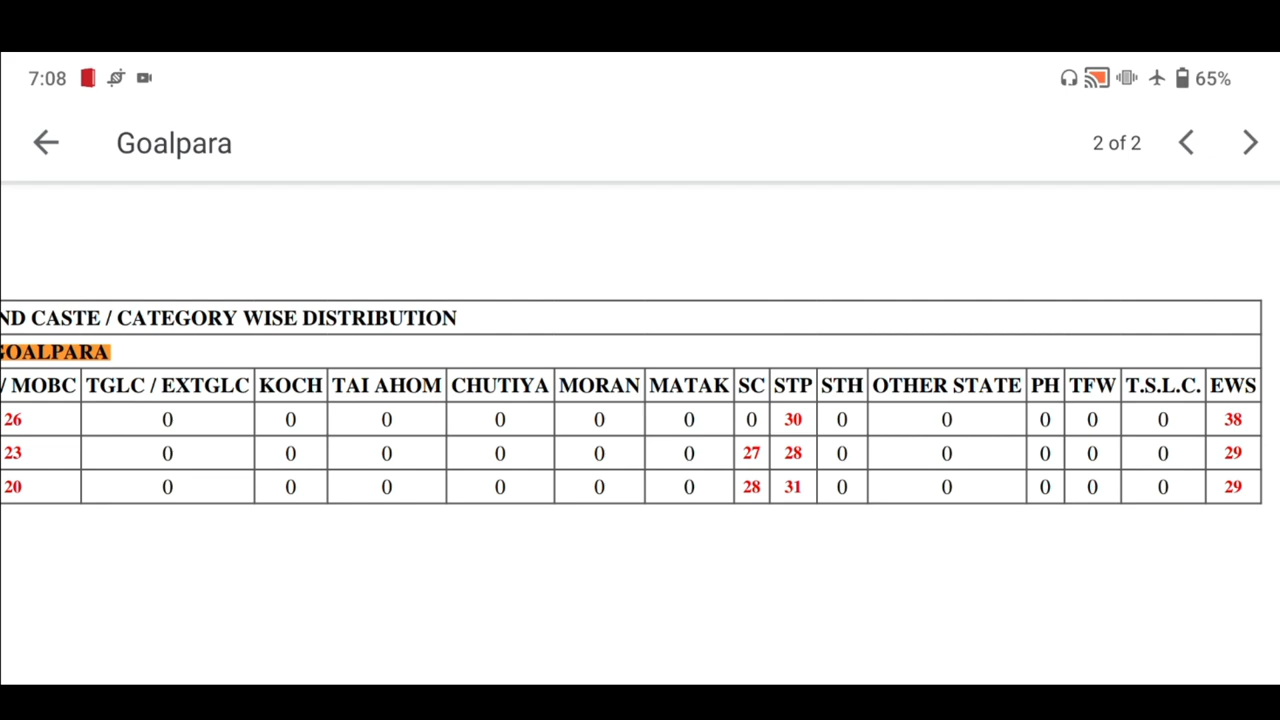 7:08 65%
Goalpara 2 of 2
ND CASTE / CATEGORY WISE DISTRIBUTION
GOALPARA
/ MOBC TGLC / EXTGLC KOCH TAI AHOM CHUTIYA MORAN MATAK SC STP STH OTHER STATE PH TFW T.S.L.C. EWS
26 0 0 0 0 0 0 0 30 0 0 0 0 0 38
23 0 0 0 0 0 0 27 28 0 0 0 0 0 29
20 0 0 0 0 0 0 28 31 0 0 0 0 0 29